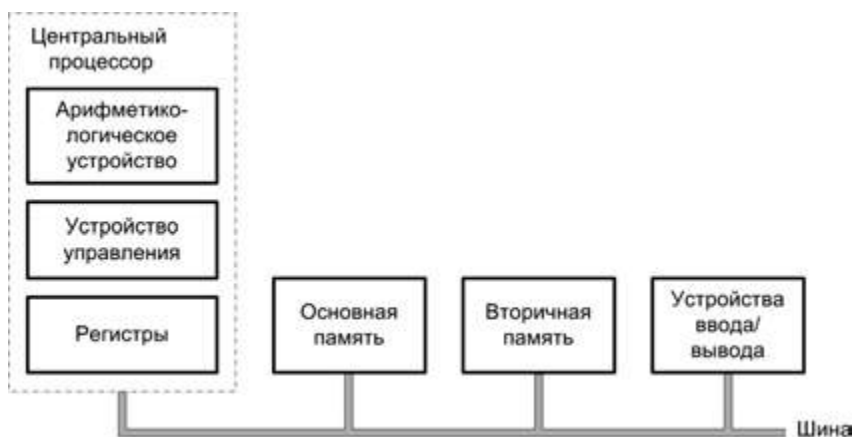 Центральный
процессор
Арифметико-
логическое
устройство
Устройство
управления
Регистры
Основная
память
Вторичная
память
Устройства
ввода/
вывода
Шина